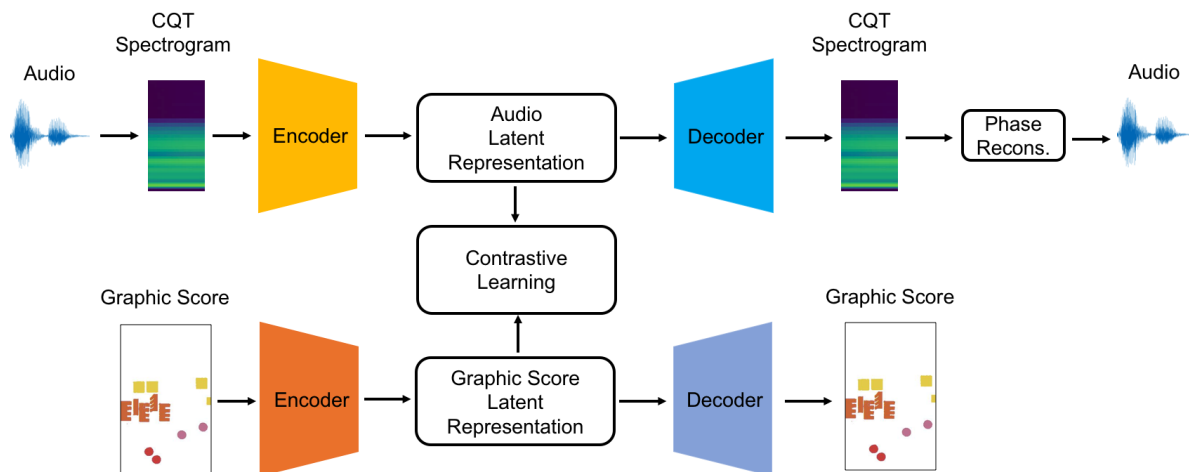 CQT
Spectrogram
Audio
Encoder
Audio
Latent
Representation
Decoder
CQT
Spectrogram
Phase
Recons.
Audio
Contrastive
Learning
Graphic Score
Encoder
Graphic Score
Latent
Representation
Decoder
Graphic Score